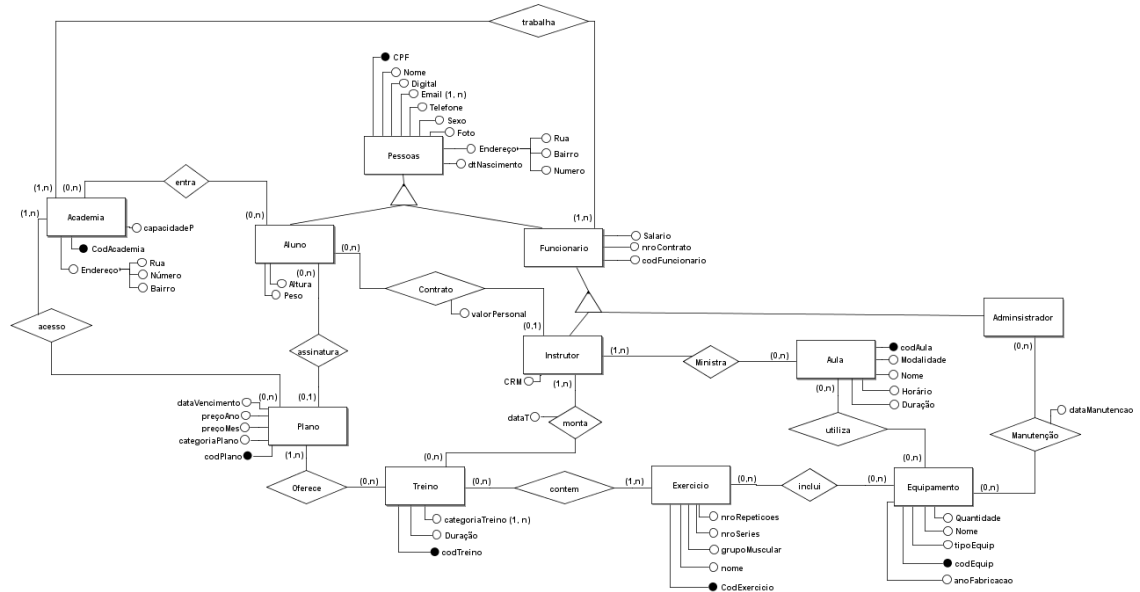 trabalha
CPF
Nome
Digital
Email (1, n)
Telefone
Sexo
Foto
Pessoas
Endereço
Rua
Bairro
Numero
dtNascimento
(1,n)
(0,n)
entra
(0,n)
(1,n)
(1,n)
Academia
capacidadeP
CodAcademia
Endereço
Rua
Número
Bairro
Aluno
(0,n)
(0,n)
Altura
Peso
Funcionario
Salario
nroContrato
codFuncionario
Contrato
valorPersonal
(0,1)
Adminsistrador
(0,n)
acesso
assinatura
Instrutor
(1,n)
CRM
(1,n)
Ministra
(0,n)
Aula
(0,n)
codAula
Modalidade
Nome
Horário
Duração
dataVencimento
preçoAno
preçoMes
categoriaPlano
codPlano
(0,n)
(0,1)
Plano
(1,n)
dataT
monta
utiliza
Manutenção
dataManutencao
Oferece
(0,n)
(0,n)
Treino
(0,n)
contem
(1,n)
Exercicio
(0,n)
inclui
(0,n)
(0,n)
Equipamento
(0,n)
categoriaTreino (1, n)
Duração
codTreino
nroRepeticoes
nroSeries
grupoMuscular
nome
CodExercicio
Quantidade
Nome
tipoEquip
codEquip
anoFabricacao